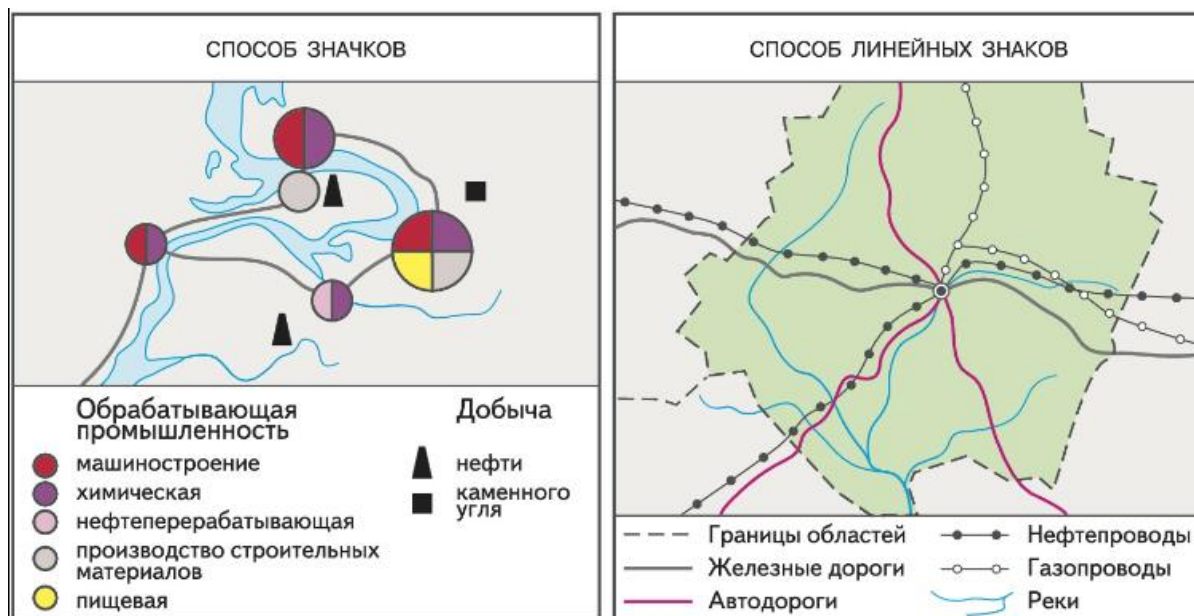 СПОСОБ ЗНАЧКОВ
Обрабатывающая
промышленность
машиностроение
химическая
нефтеперерабатывающая
производство строительных
материалов
пищевая
Добыча
нефти
каменного
угля
СПОСОБ ЛИНЕЙНЫХ ЗНАКОВ
Границы областей
Железные дороги
Автодороги
Нефтепроводы
Газопроводы
Реки